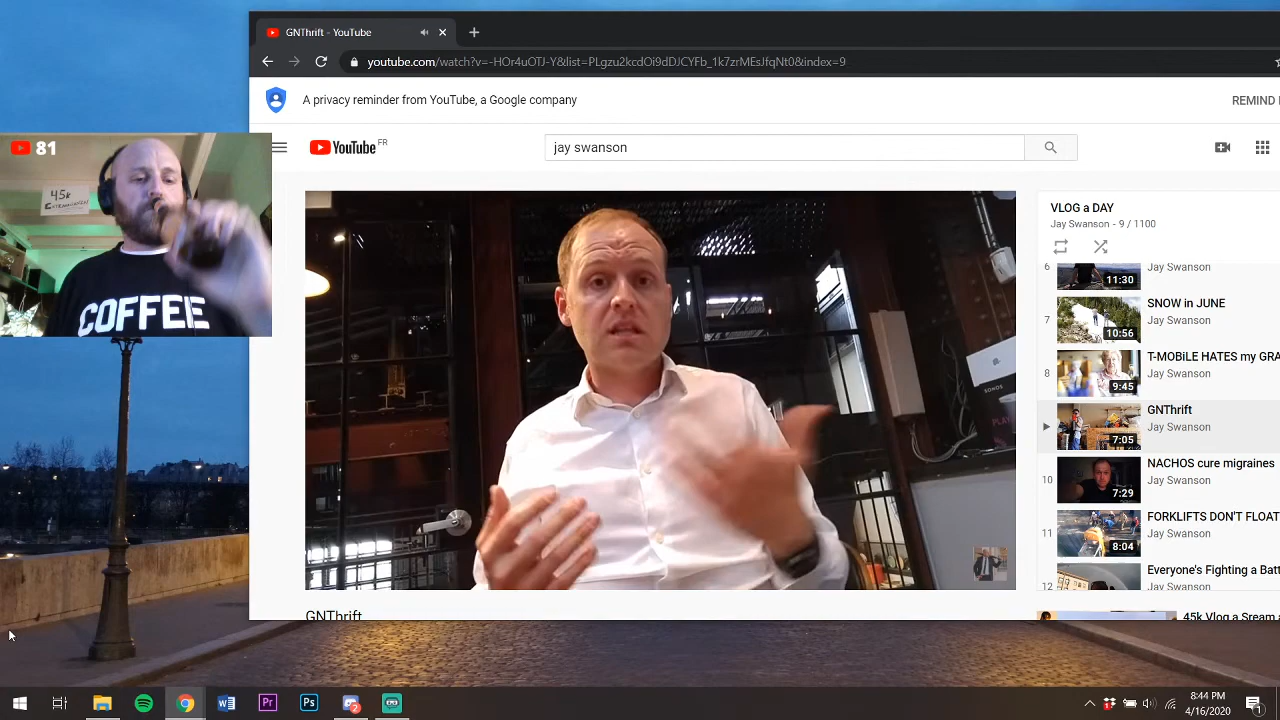 GNThrift - YouTube
youtube.com/watch?v=-HOr4uOTJ-Y&list=PLgzu2kcdOi9dDJCYFb_1k7zrMEsJfqNt0&index=9
A privacy reminder from YouTube, a Google company
REMIND
81
YouTube FR
jay swanson
45k
COFFEE
VLOG a DAY
Jay Swanson - 9 / 1100
6
Jay Swanson
11:30
7
SNOW in JUNE
Jay Swanson
10:56
8
T-MOBiLE HATES my GRA
Jay Swanson
9:45
GNThrift
Jay Swanson
7:05
10
NACHOS cure migraines
Jay Swanson
7:29
11
FORKLIFTS DON'T FLOAT
Jay Swanson
8:04
12
Everyone's Fighting a Batt
SONOS
GNThrift
45k Vlog a Sream a
W
Pr
Ps
8:44 PM
4/16/2020